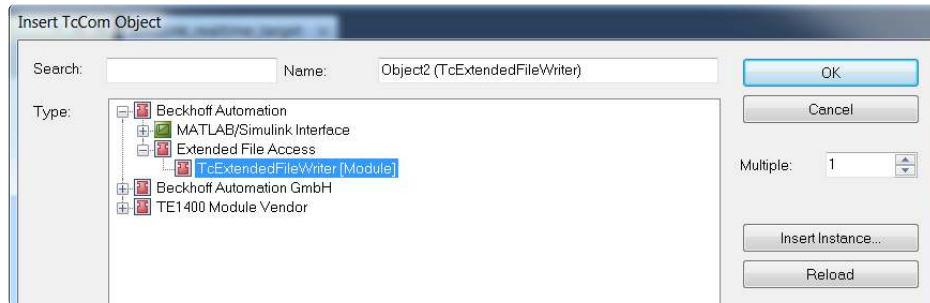 Insert TcCom Object
Search:
Name:
Object2 (TcExtendedFileWriter)
OK
Type:
Beckhoff Automation
MATLAB/Simulink Interface
Extended File Access
TcExtendedFileWriter [Module]
Beckhoff Automation GmbH
TE1400 Module Vendor
Cancel
Multiple:
1
Insert Instance...
Reload